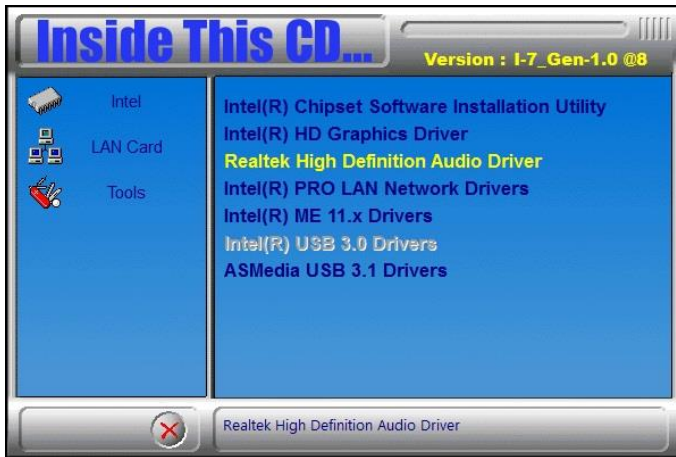 Inside This CD...
Version : I-7_Gen-1.0 @8
Intel
LAN Card
Tools
Intel(R) Chipset Software Installation Utility
Intel(R) HD Graphics Driver
Realtek High Definition Audio Driver
Intel(R) PRO LAN Network Drivers
Intel(R) ME 11.x Drivers
Intel(R) USB 3.0 Drivers
ASMedia USB 3.1 Drivers
Realtek High Definition Audio Driver